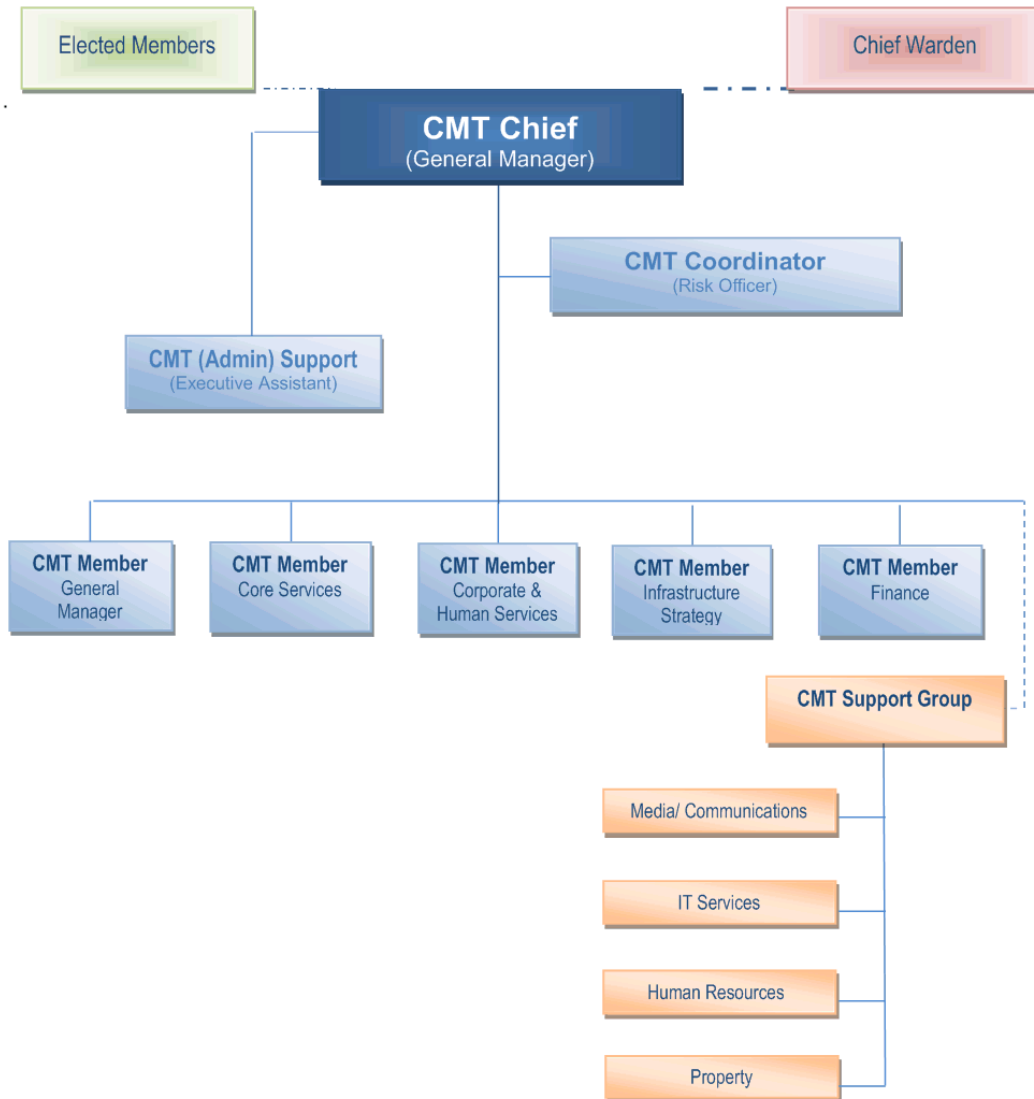 Elected Members
Chief Warden
.
CMT Chief
(General Manager)
CMT Coordinator
(Risk Officer)
CMT (Admin) Support
(Executive Assistant)
CMT Member
General
Manager
CMT Member
Core Services
CMT Member
Corporate &
Human Services
CMT Member
Infrastructure
Strategy
CMT Member
Finance
CMT Support Group
Media/ Communications
IT Services
Human Resources
Property